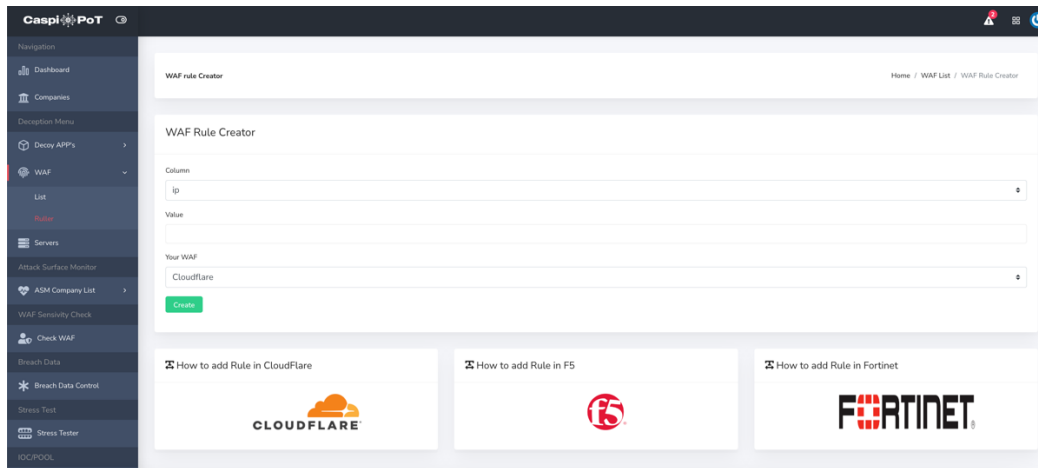 CaspiPoT
2
Navigation
Dashboard
Companies
Deception Menu
Decoy APP's
WAF
List
Ruller
Servers
Attack Surface Monitor
ASM Company List
WAF Sensivity Check
Check WAF
Breach Data
Breach Data Control
Stress Test
Stress Tester
IOC/POOL
WAF rule Creator
Home / WAF List / WAF Rule Creator
WAF Rule Creator
Column
ip
Value
Your WAF
Cloudflare
Create
How to add Rule in CloudFlare
CLOUDFLARE
How to add Rule in F5
f5
How to add Rule in Fortinet
FORTINET